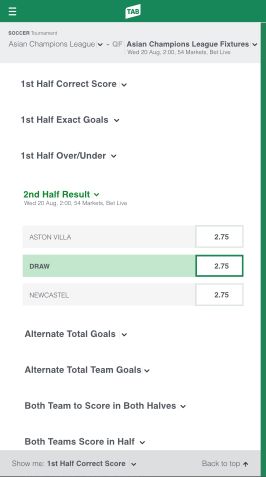 TAB
SOCCER Tournament
Asian Champions League - QF Asian Champions League Fixtures
Wed 20 Aug, 2:00, 54 Markets, Bet Live
1st Half Correct Score
1st Half Exact Goals
1st Half Over/Under
2nd Half Result
Wed 20 Aug, 2:00, 54 Markets, Bet Live
ASTON VILLA 2.75
DRAW 2.75
NEWCASTEL 2.75
Alternate Total Goals
Alternate Total Team Goals
Both Team to Score in Both Halves
Both Teams Score in Half
Show me: 1st Half Correct Score Back to top